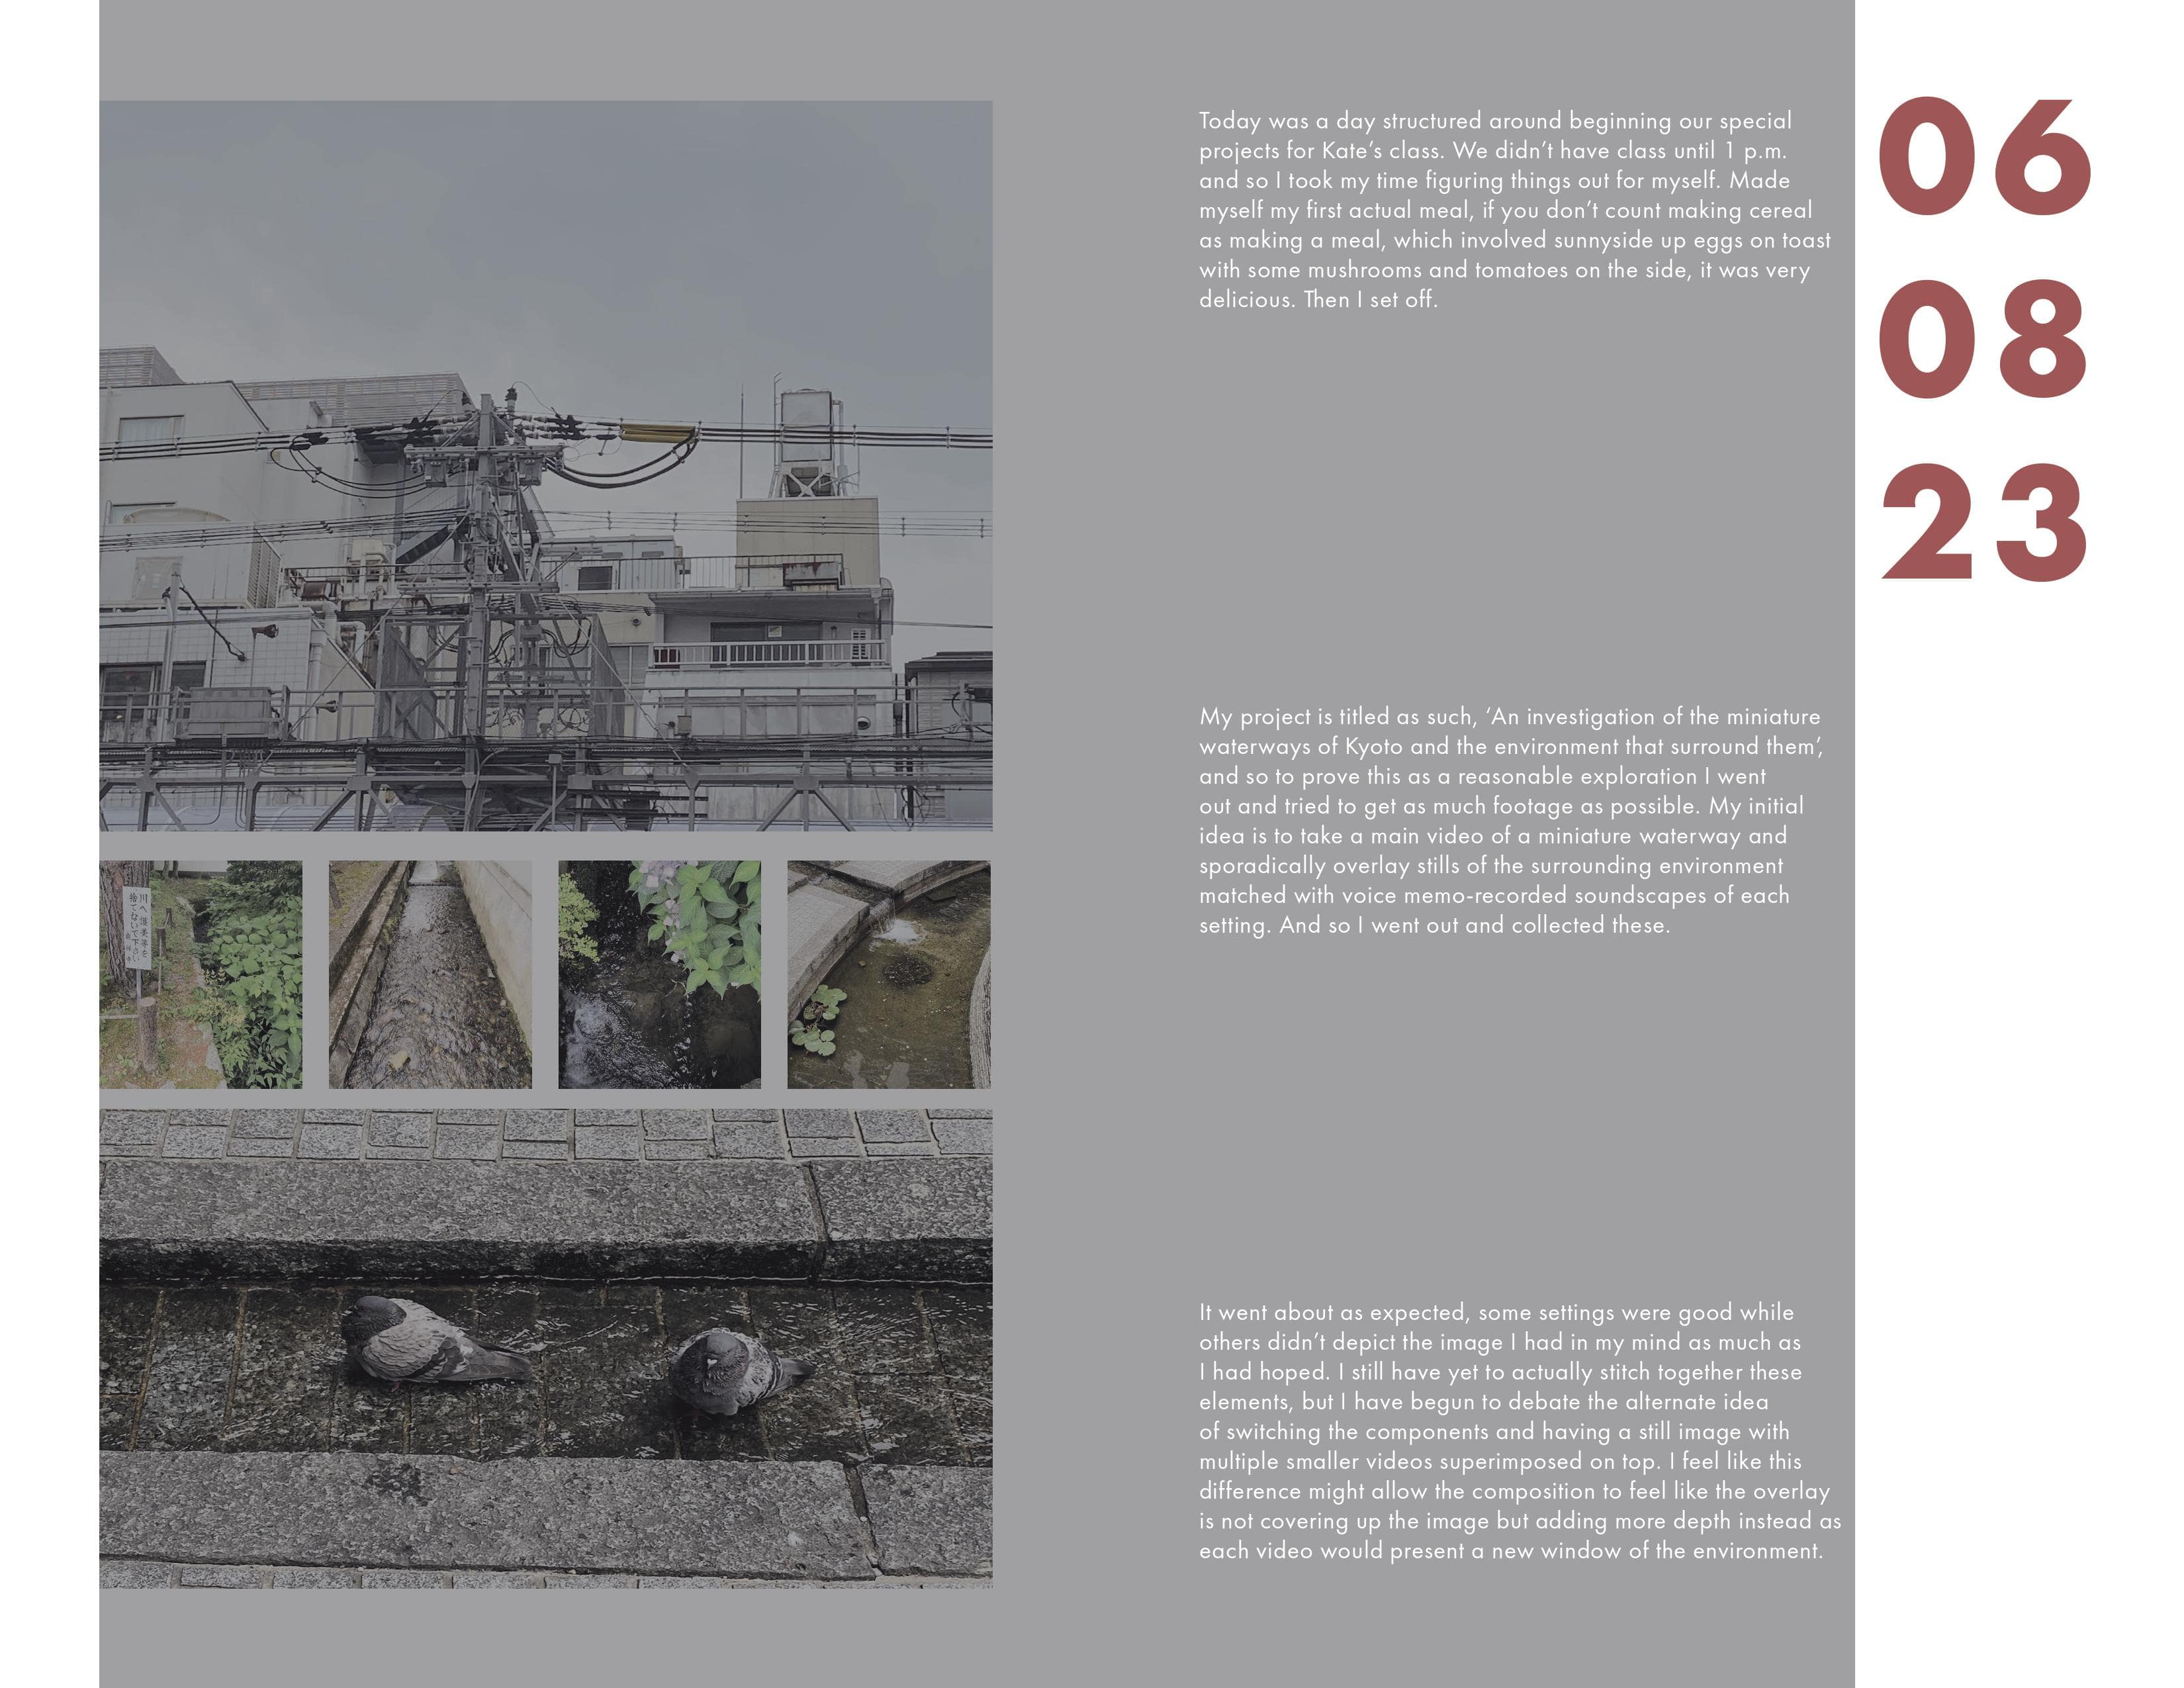 Today was a day structured around beginning our special
projects for Kate’s class. We didn’t have class until 1 p.m.
and so I took my time figuring things out for myself. Made
myself my first actual meal, if you don’t count making cereal
as making a meal, which involved sunnyside up eggs on toast
with some mushrooms and tomatoes on the side, it was very
delicious. Then I set off.
My project is titled as such, ‘An investigation of the miniature
waterways of Kyoto and the environment that surround them’,
and so to prove this as a reasonable exploration I went
out and tried to get as much footage as possible. My initial
idea is to take a main video of a miniature waterway and
sporadically overlay stills of the surrounding environment
matched with voice memo-recorded soundscapes of each
setting. And so I went out and collected these.
It went about as expected, some settings were good while
others didn’t depict the image I had in my mind as much as
I had hoped. I still have yet to actually stitch together these
elements, but I have begun to debate the alternate idea
of switching the components and having a still image with
multiple smaller videos superimposed on top. I feel like this
difference might allow the composition to feel like the overlay
is not covering up the image but adding more depth instead as
each video would present a new window of the environment.
06
08
23
川へ塵芥等を
捨てないで下さい